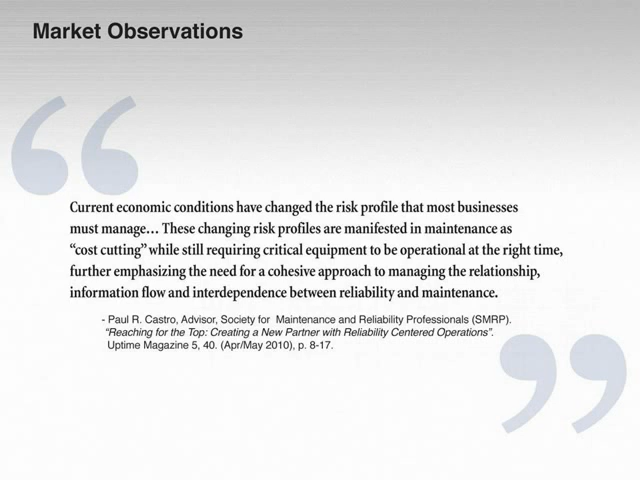 Market Observations
Current economic conditions have changed the risk profile that most businesses
must manage… These changing risk profiles are manifested in maintenance as
“cost cutting” while still requiring critical equipment to be operational at the right time,
further emphasizing the need for a cohesive approach to managing the relationship,
information flow and interdependence between reliability and maintenance.
- Paul R. Castro, Advisor, Society for Maintenance and Reliability Professionals (SMRP).
“Reaching for the Top: Creating a New Partner with Reliability Centered Operations”.
Uptime Magazine 5, 40. (Apr/May 2010), p. 8-17.